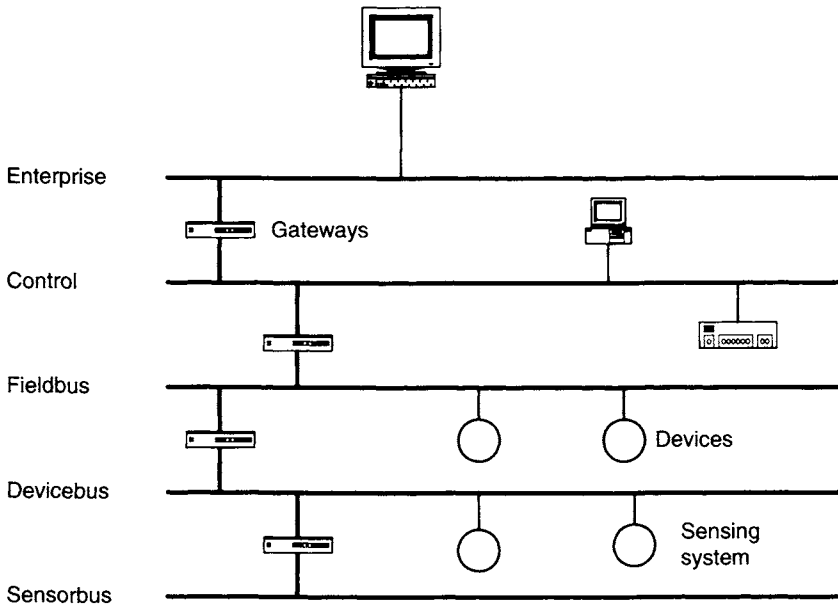 Enterprise
Gateways
Control
Fieldbus
Devices
Devicebus
Sensing
system
Sensorbus